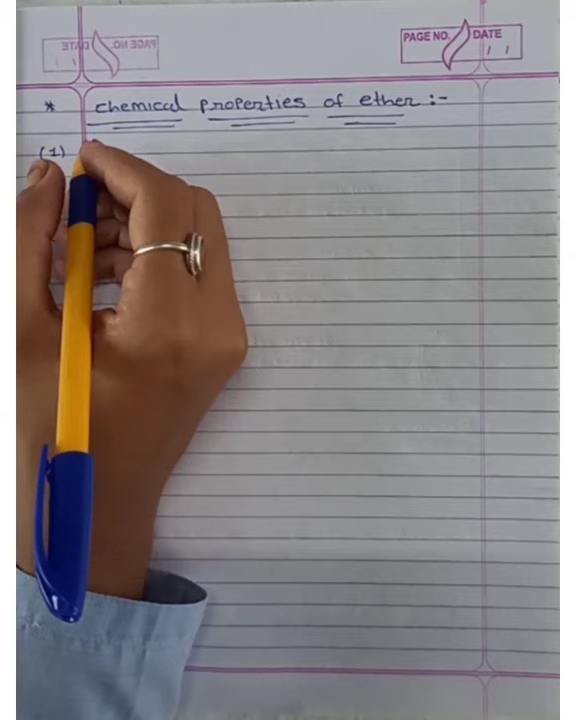 PAGE NO. DATE
/ /
* chemical properties of ether :-
(1)